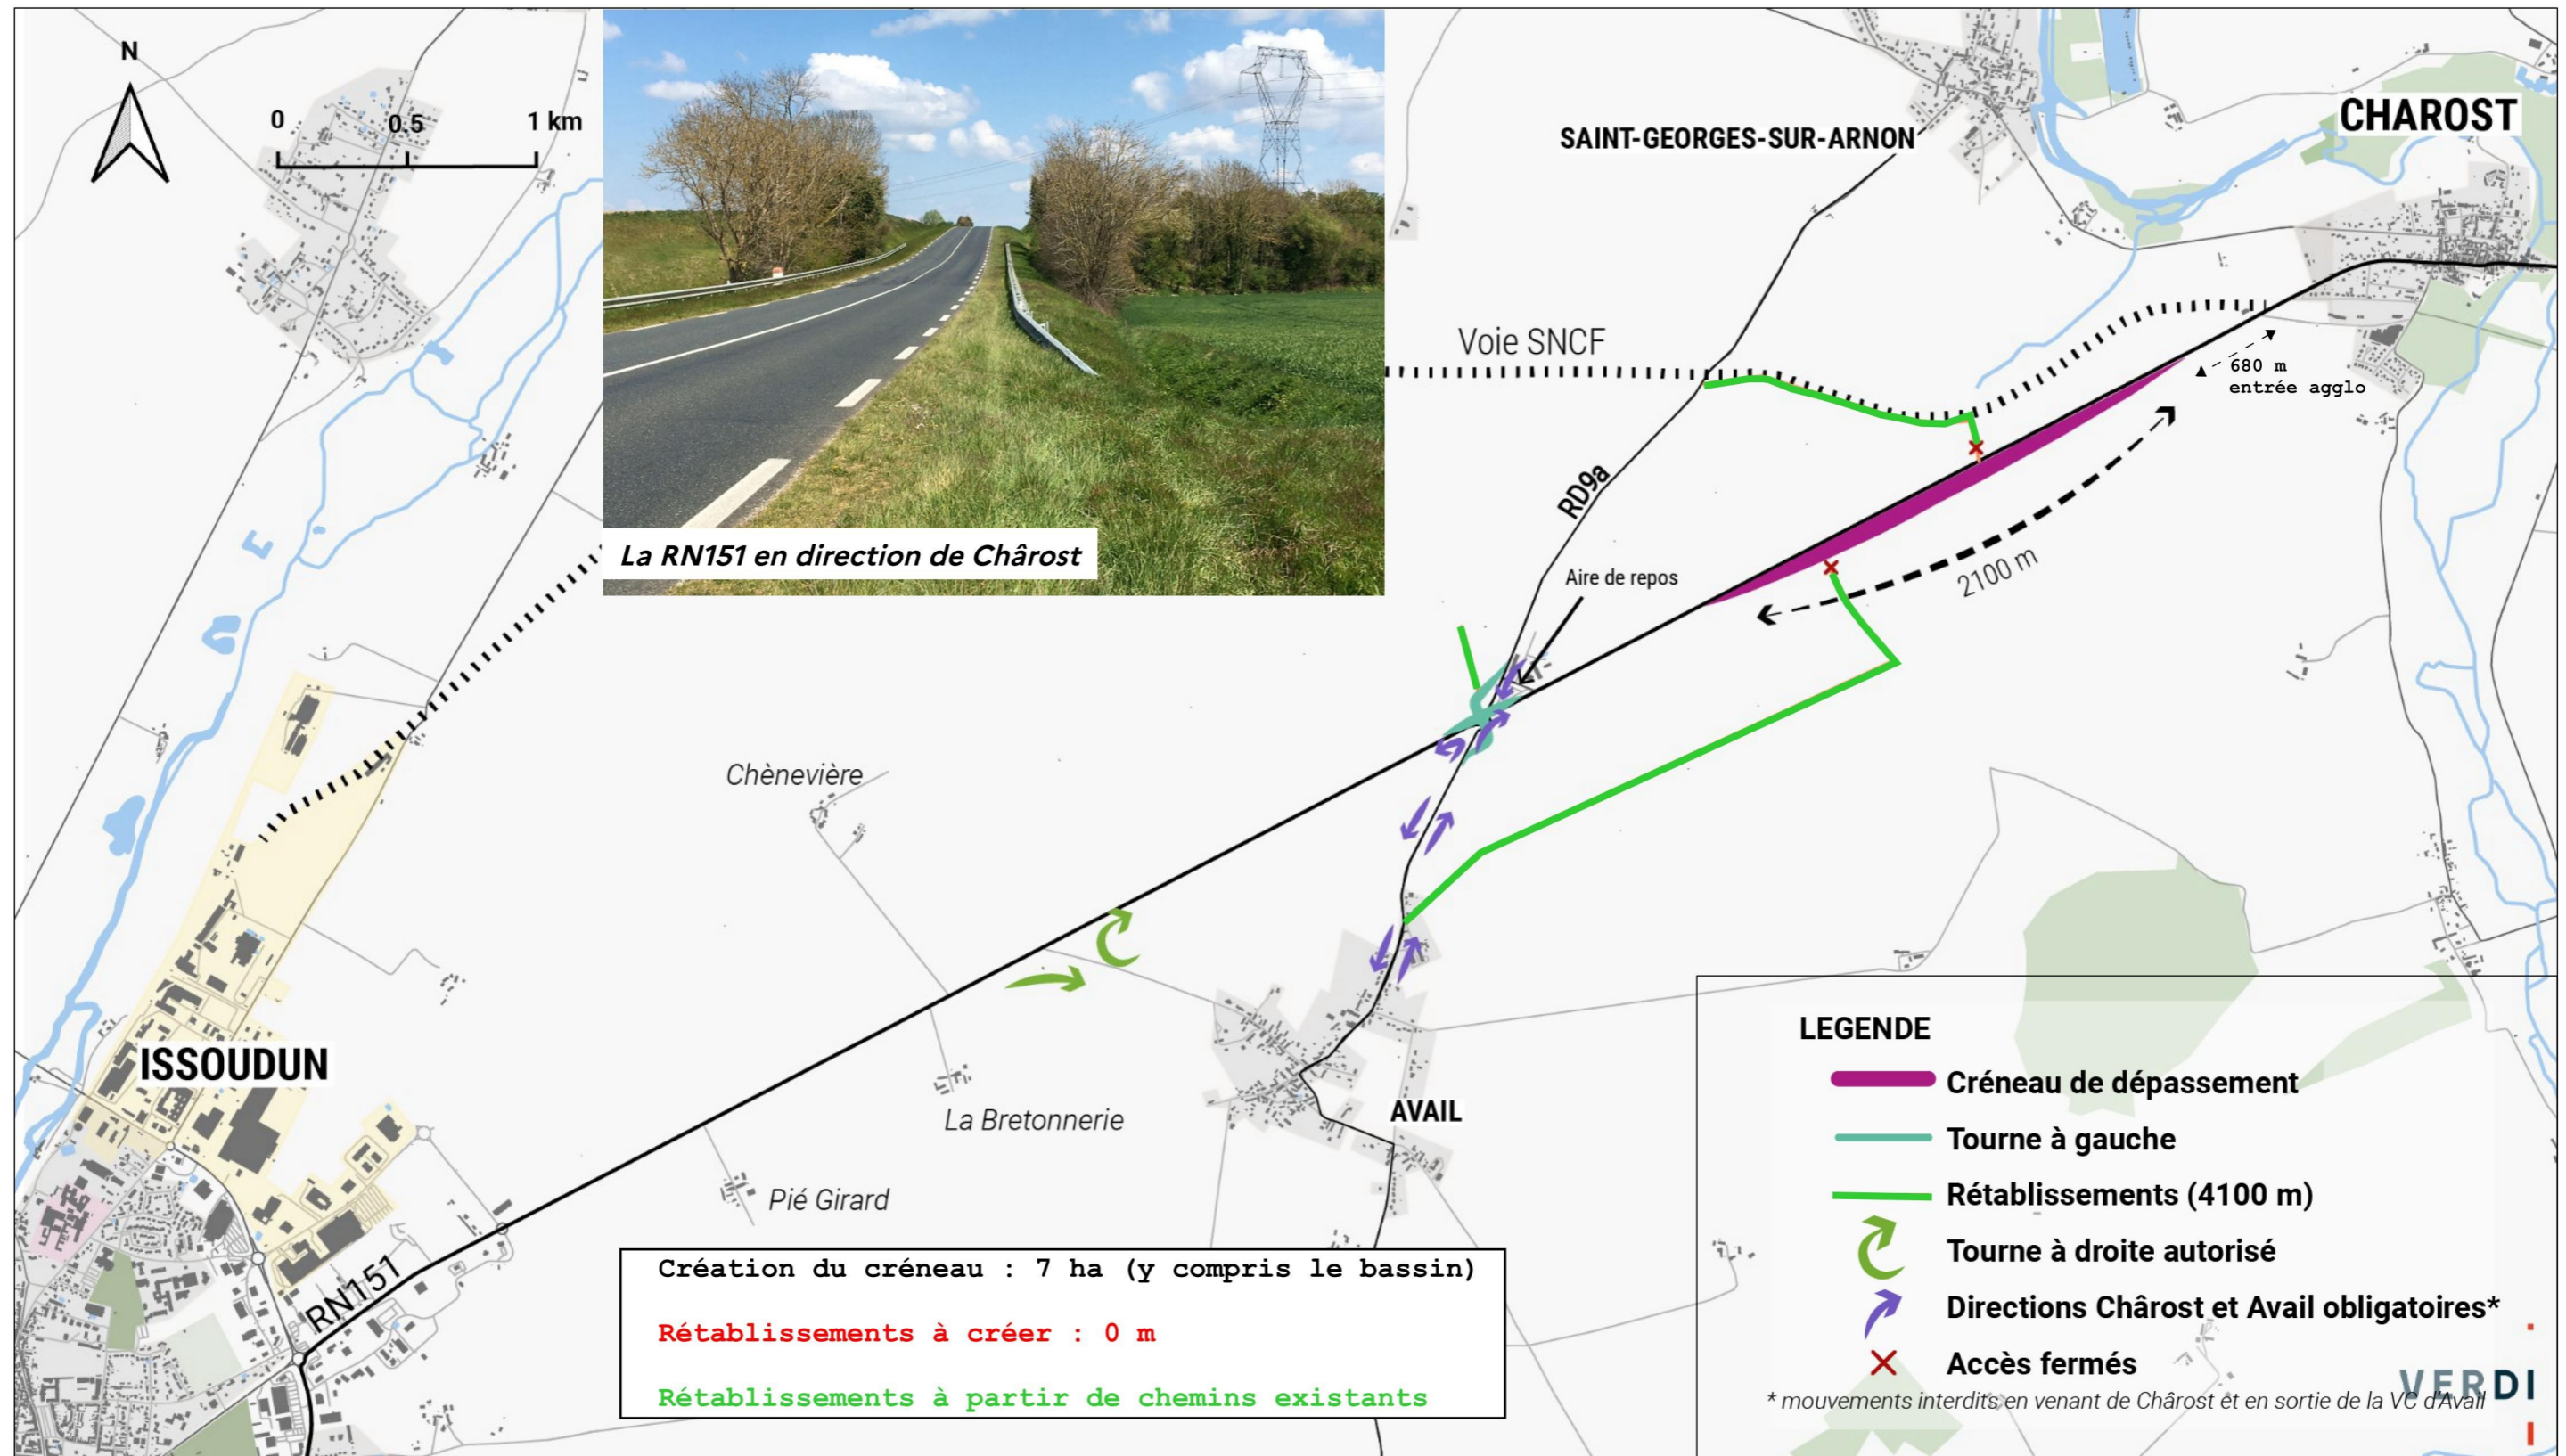 N
0 0.5 1 km
SAINT-GEORGES-SUR-ARNON
CHAROST
Voie SNCF
680 m
entrée agglo
RD9a
2100 m
La RN151 en direction de Chârost
Aire de repos
Chènevière
ISSOUDUN
La Bretonnerie
AVAIL
Pié Girard
RN151
Création du créneau : 7 ha (y compris le bassin)
Rétablissements à créer : 0 m
Rétablissements à partir de chemins existants
LEGENDE
Créneau de dépassement
Tourne à gauche
Rétablissements (4100 m)
Tourne à droite autorisé
Directions Chârost et Avail obligatoires*
Accès fermés
* mouvements interdits en venant de Chârost et en sortie de la VC d'Avail
VERDI